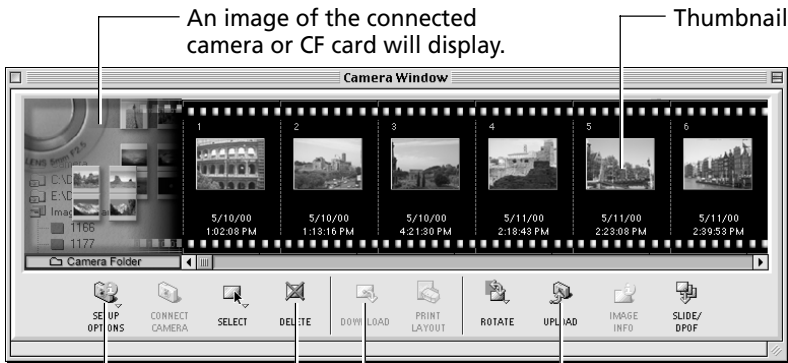 An image of the connected
camera or CF card will display.
Thumbnail
Camera Window
1 2 3 4 5 6
C:\D
E:\D
Imag
1166
1177
5/10/00 5/10/00 5/10/00 5/11/00 5/11/00 5/11/00
1:02:08 PM 1:13:16 PM 4:21:30 PM 2:18:43 PM 2:23:08 PM 2:39:53 PM
Camera Folder
SETUP OPTIONS
CONNECT CAMERA
SELECT
DELETE
DOWNLOAD
PRINT LAYOUT
ROTATE
UPLOAD
IMAGE INFO
SLIDE/ DPOF